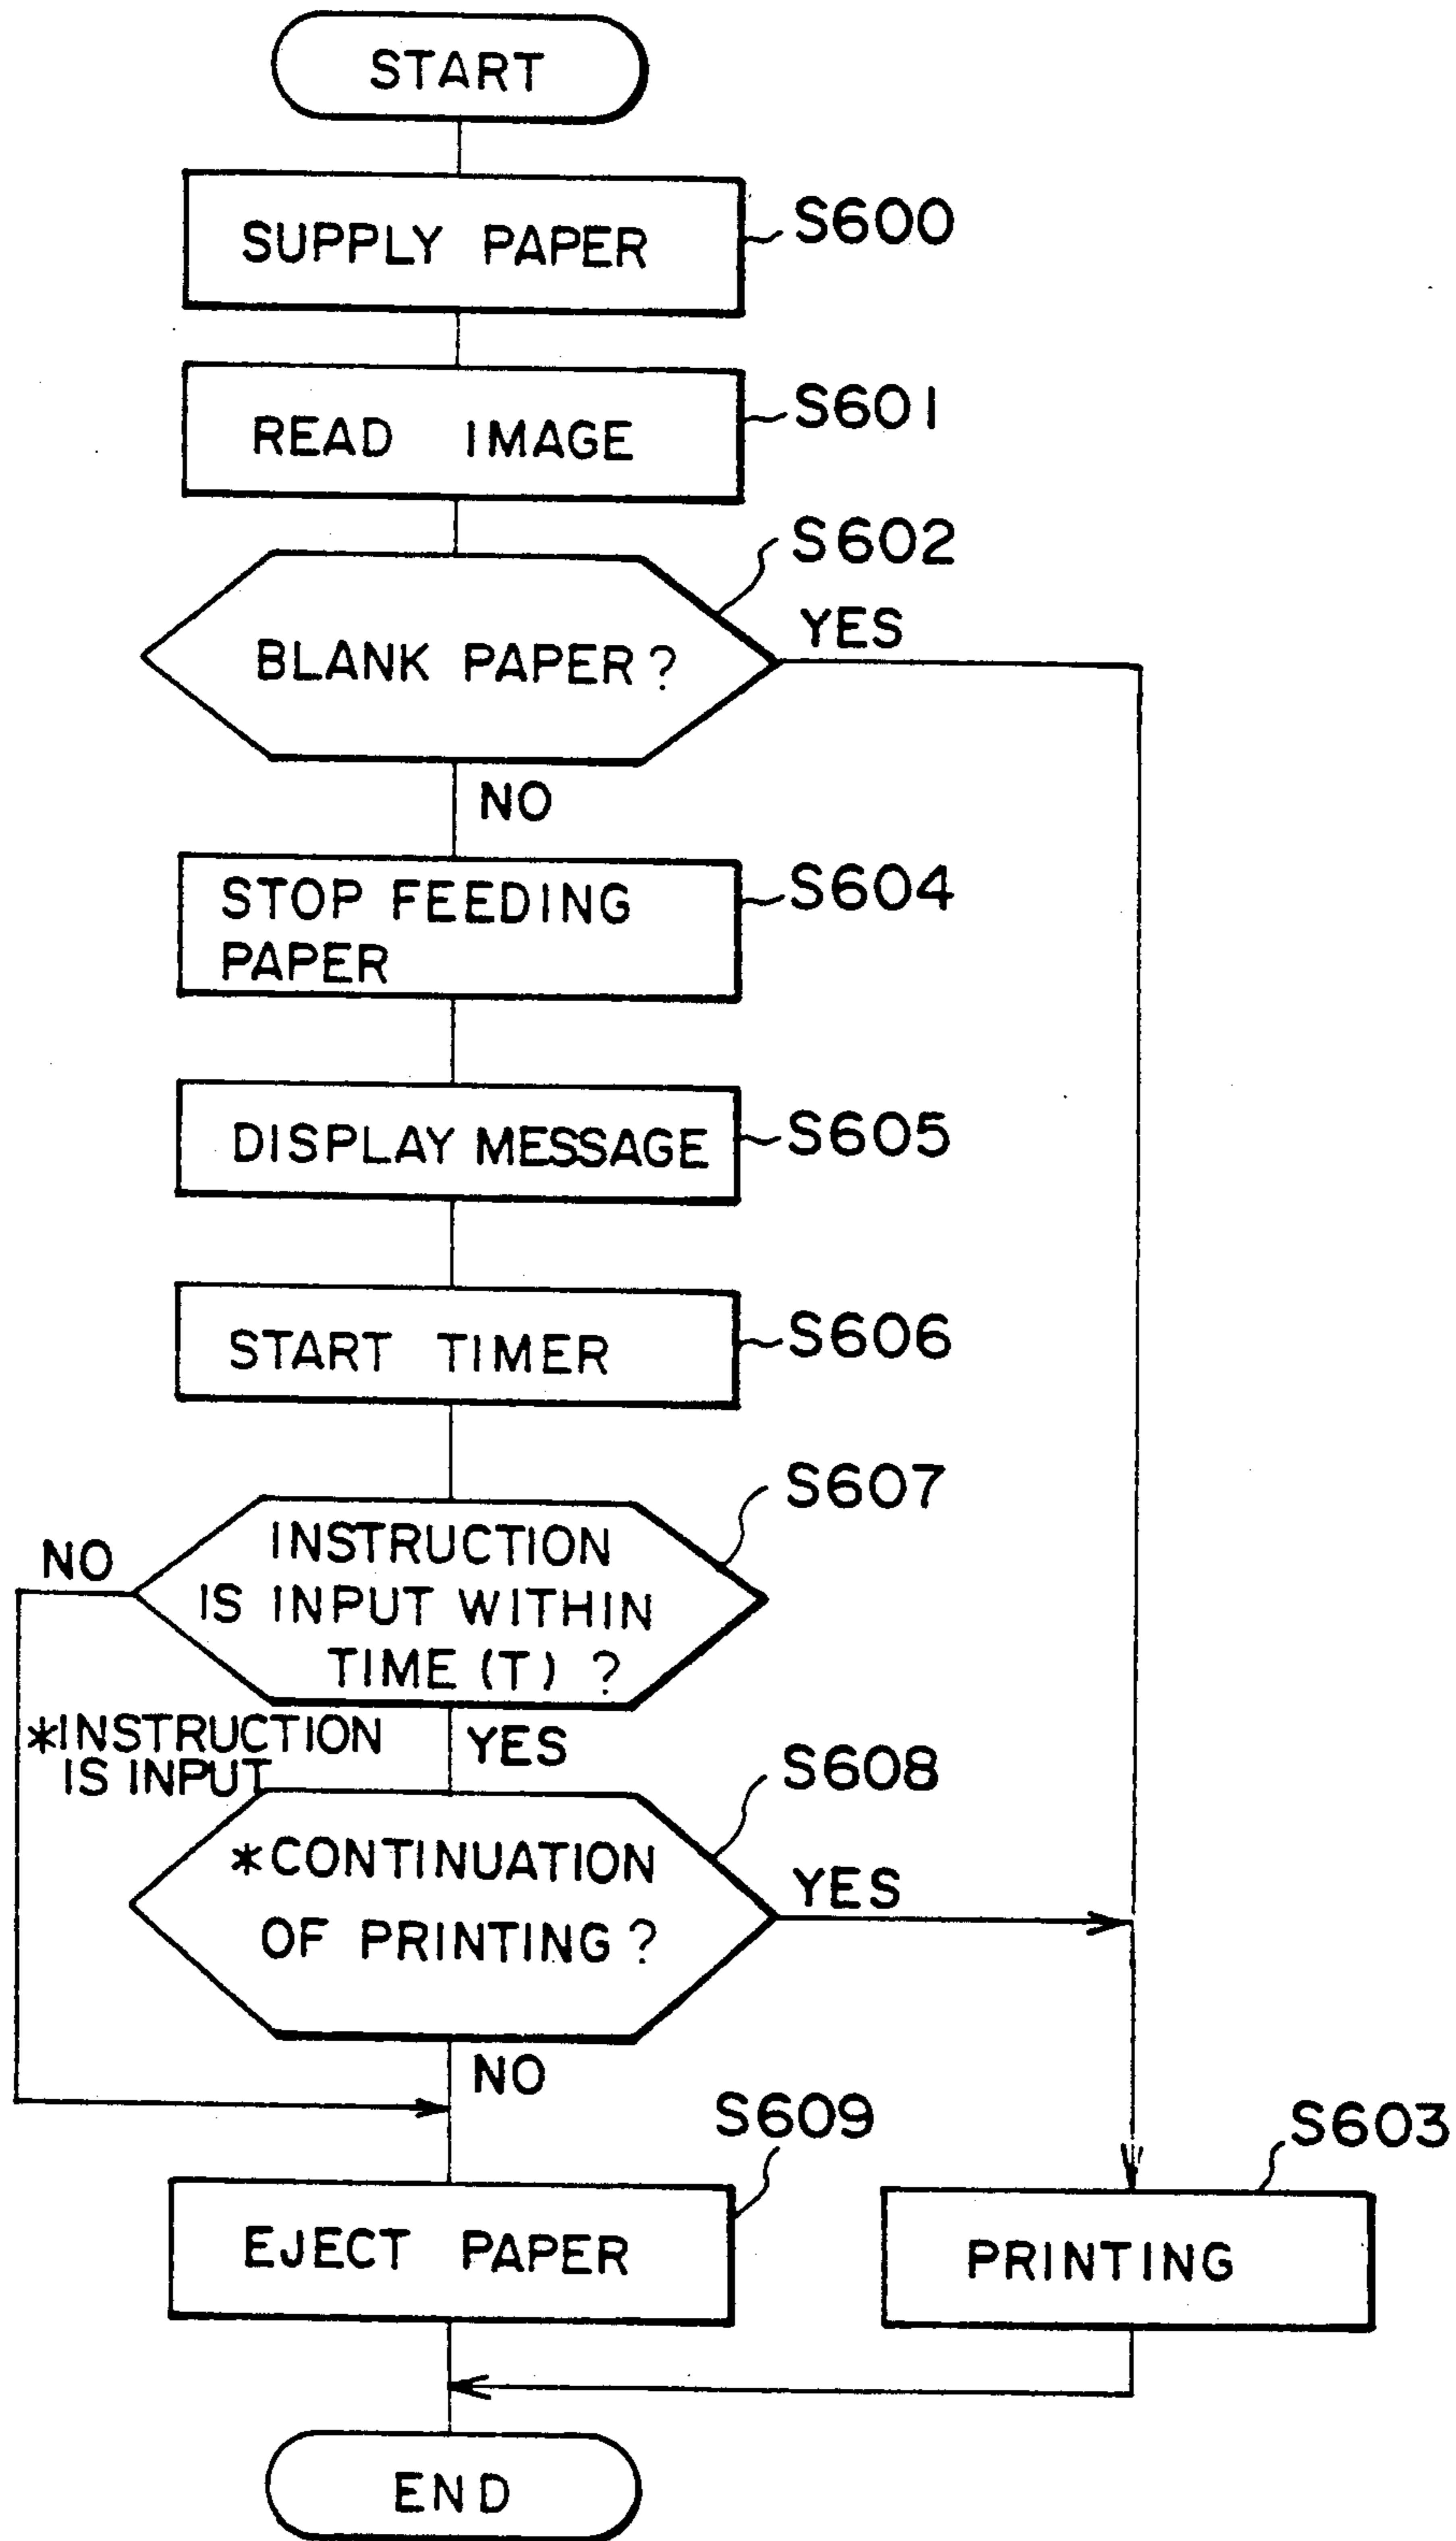 START
SUPPLY PAPER
S600
READ IMAGE
S601
S602
BLANK PAPER?
YES
NO
STOP FEEDING
PAPER
S604
DISPLAY MESSAGE
S605
START TIMER
S606
S607
NO
INSTRUCTION
IS INPUT WITHIN
TIME (T) ?
*INSTRUCTION
IS INPUT
YES
S608
*CONTINUATION
OF PRINTING?
YES
NO
S609
S603
EJECT PAPER
PRINTING
END